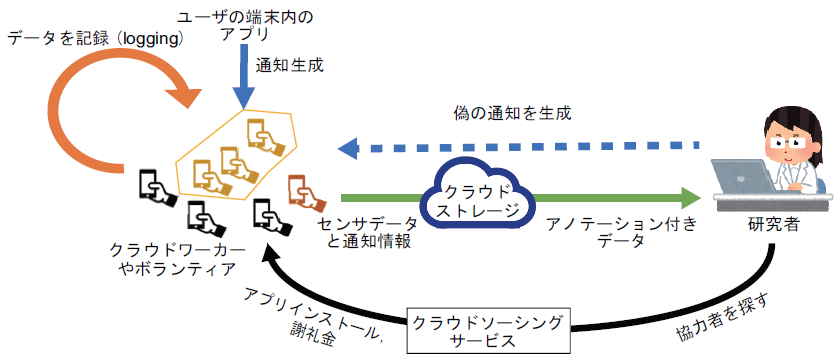 ユーザの端末内の
アプリ
データを記録（logging）
通知生成
偽の通知を生成
クラウド
ストレージ
センサデータ
と通知情報
アノテーション付き
データ
研究者
クラウドワーカー
やボランティア
アプリインストール,
謝礼金
クラウドソーシング
サービス
協力者を探す